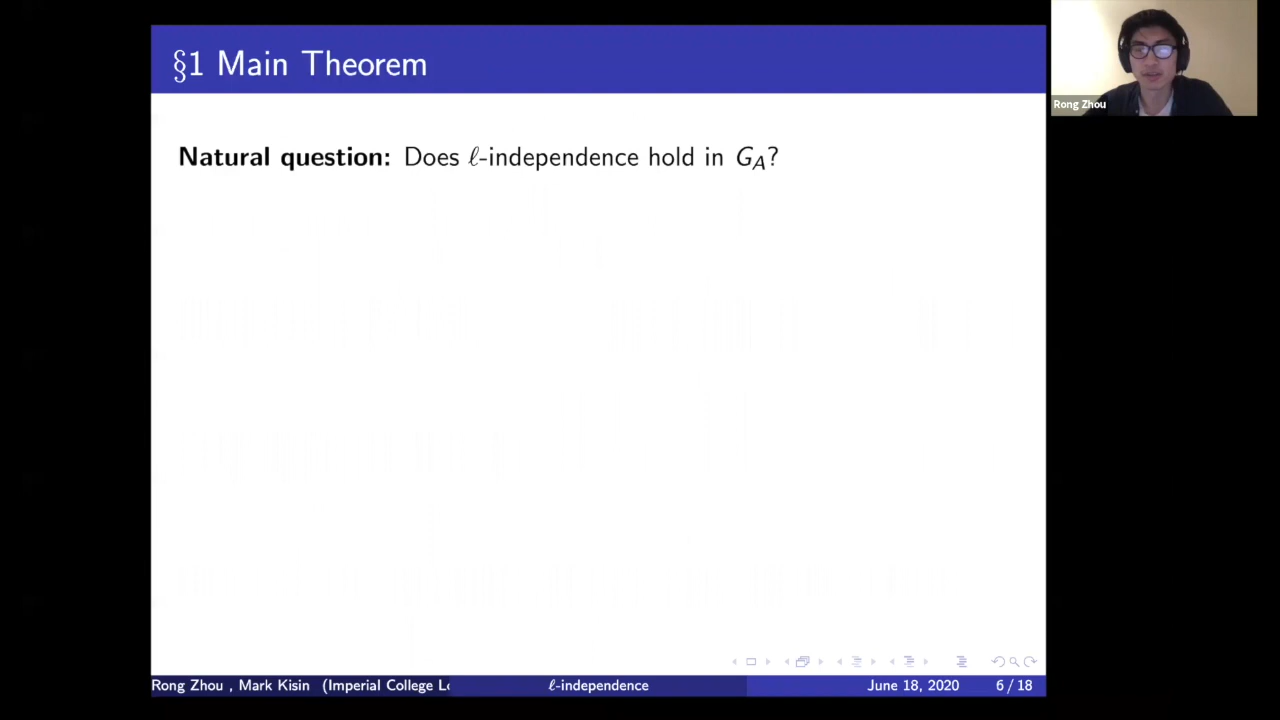 §1 Main Theorem
Rong Zhou
Natural question: Does ℓ-independence hold in G_A?
Rong Zhou , Mark Kisin (Imperial College Lo
ℓ-independence
June 18, 2020
6 / 18